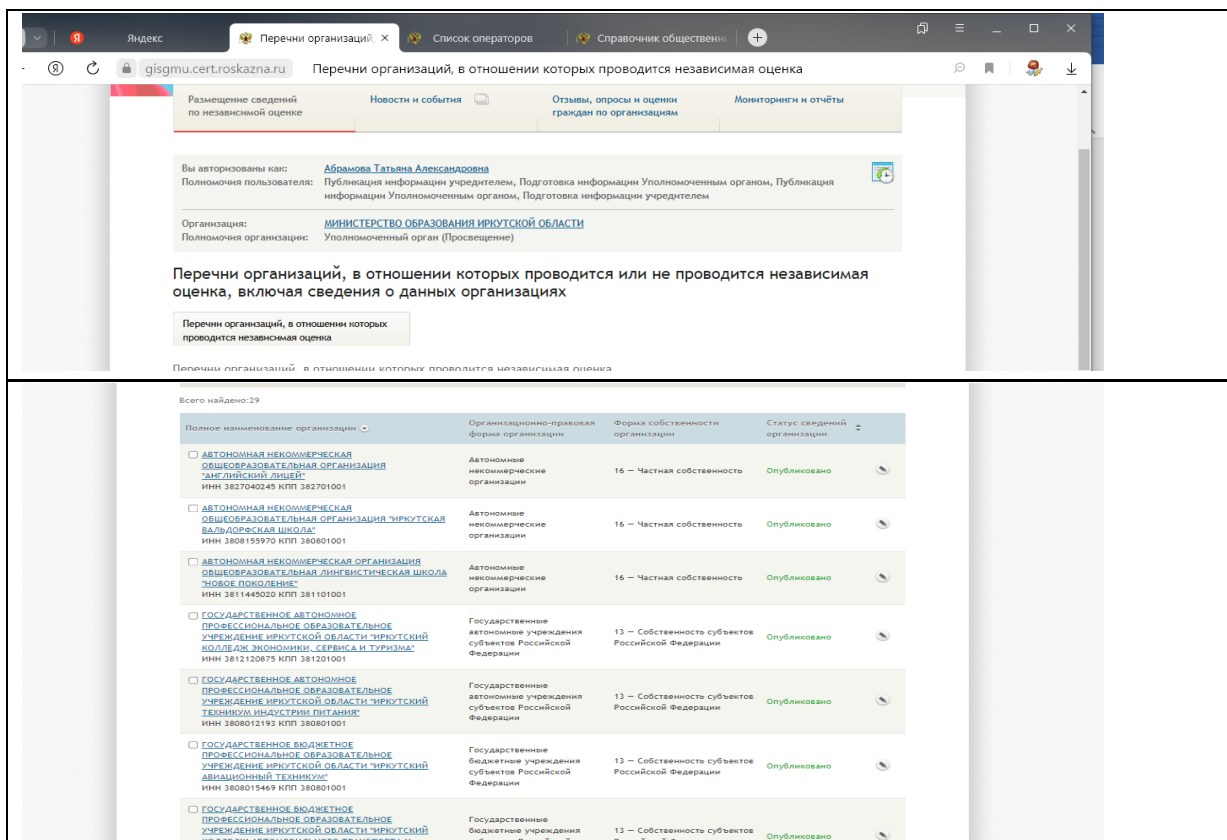 Яндекс
Перечни организаций,
Список операторов
Справочник общественн
gisgmu.cert.roskazna.ru
Перечни организаций, в отношении которых проводится независимая оценка
Размещение сведений
по независимой оценке
Новости и события
Отзывы, опросы и оценки
граждан по организациям
Мониторинги и отчёты
Вы авторизованы как:
Абрамова Татьяна Александровна
Полномочия пользователя:
Публикация информации учредителем, Подготовка информации Уполномоченным органом, Публикация
информации Уполномоченным органом, Подготовка информации учредителем
Организация:
МИНИСТЕРСТВО ОБРАЗОВАНИЯ ИРКУТСКОЙ ОБЛАСТИ
Полномочия организации:
Уполномоченный орган (Просвещение)
Перечни организаций, в отношении которых проводится или не проводится независимая
оценка, включая сведения о данных организациях
Перечни организаций, в отношении которых
проводится независимая оценка
Перечни организаций, в отношении которых проводится независимая оценка
Всего найдено:29
Полное наименование организации
Организационно-правовая
форма организации
Форма собственности
организации
Статус сведений
организации
АВТОНОМНАЯ НЕКОММЕРЧЕСКАЯ
ОБЩЕОБРАЗОВАТЕЛЬНАЯ ОРГАНИЗАЦИЯ
"АНГЛИЙСКИЙ ЛИЦЕЙ"
ИНН 3827040245 КПП 382701001
Автономные
некоммерческие
организации
16 — Частная собственность
Опубликовано
АВТОНОМНАЯ НЕКОММЕРЧЕСКАЯ
ОБЩЕОБРАЗОВАТЕЛЬНАЯ ОРГАНИЗАЦИЯ "ИРКУТСКАЯ
ВАЛЬДОРФСКАЯ ШКОЛА"
ИНН 3808155970 КПП 380801001
Автономные
некоммерческие
организации
16 — Частная собственность
Опубликовано
АВТОНОМНАЯ НЕКОММЕРЧЕСКАЯ ОРГАНИЗАЦИЯ
ОБЩЕОБРАЗОВАТЕЛЬНАЯ ЛИНГВИСТИЧЕСКАЯ ШКОЛА
"НОВОЕ ПОКОЛЕНИЕ"
ИНН 3811445020 КПП 381101001
Автономные
некоммерческие
организации
16 — Частная собственность
Опубликовано
ГОСУДАРСТВЕННОЕ АВТОНОМНОЕ
ПРОФЕССИОНАЛЬНОЕ ОБРАЗОВАТЕЛЬНОЕ
УЧРЕЖДЕНИЕ ИРКУТСКОЙ ОБЛАСТИ "ИРКУТСКИЙ
КОЛЛЕДЖ ЭКОНОМИКИ, СЕРВИСА И ТУРИЗМА"
ИНН 3812120875 КПП 381201001
Государственные
автономные учреждения
субъектов Российской
Федерации
13 — Собственность субъектов
Российской Федерации
Опубликовано
ГОСУДАРСТВЕННОЕ АВТОНОМНОЕ
ПРОФЕССИОНАЛЬНОЕ ОБРАЗОВАТЕЛЬНОЕ
УЧРЕЖДЕНИЕ ИРКУТСКОЙ ОБЛАСТИ "ИРКУТСКИЙ
ТЕХНИКУМ ИНДУСТРИИ ПИТАНИЯ"
ИНН 3808012193 КПП 380801001
Государственные
автономные учреждения
субъектов Российской
Федерации
13 — Собственность субъектов
Российской Федерации
Опубликовано
ГОСУДАРСТВЕННОЕ БЮДЖЕТНОЕ
ПРОФЕССИОНАЛЬНОЕ ОБРАЗОВАТЕЛЬНОЕ
УЧРЕЖДЕНИЕ ИРКУТСКОЙ ОБЛАСТИ "ИРКУТСКИЙ
АВИАЦИОННЫЙ ТЕХНИКУМ"
ИНН 3808015469 КПП 380801001
Государственные
бюджетные учреждения
субъектов Российской
Федерации
13 — Собственность субъектов
Российской Федерации
Опубликовано
ГОСУДАРСТВЕННОЕ БЮДЖЕТНОЕ
ПРОФЕССИОНАЛЬНОЕ ОБРАЗОВАТЕЛЬНОЕ
УЧРЕЖДЕНИЕ ИРКУТСКОЙ ОБЛАСТИ "ИРКУТСКИЙ
Государственные
бюджетные учреждения
13 — Собственность субъектов
Опубликовано